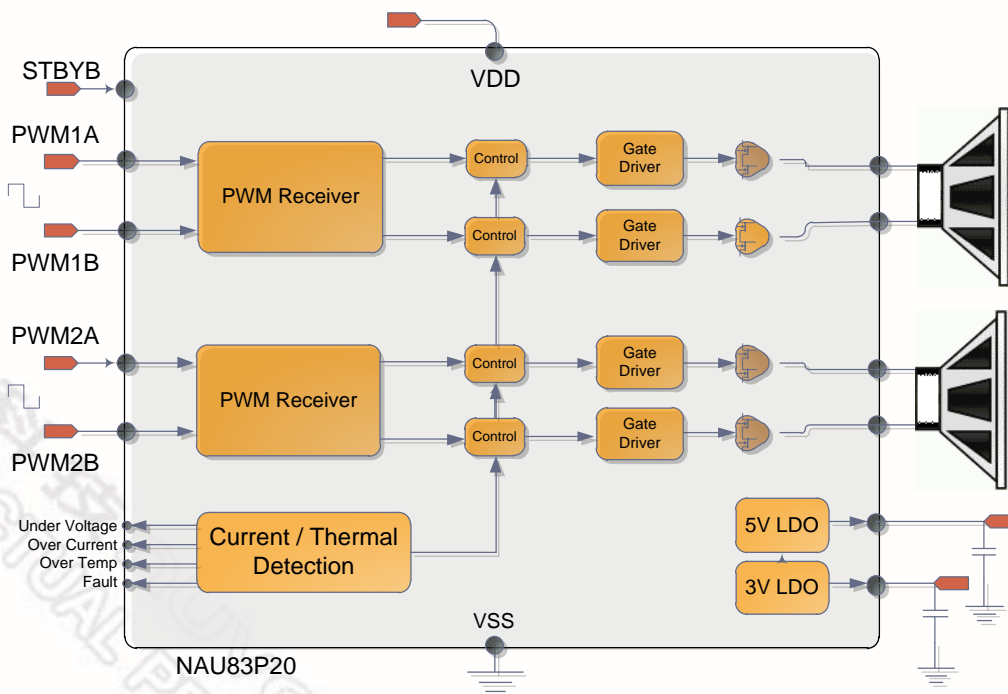 VDD
STBYB
PWM1A
PWM1B
PWM Receiver
Control
Gate
Driver
Control
Gate
Driver
PWM2A
PWM2B
PWM Receiver
Control
Gate
Driver
Control
Gate
Driver
Under Voltage
Over Current
Over Temp
Fault
Current / Thermal
Detection
5V LDO
3V LDO
VSS
NAU83P20